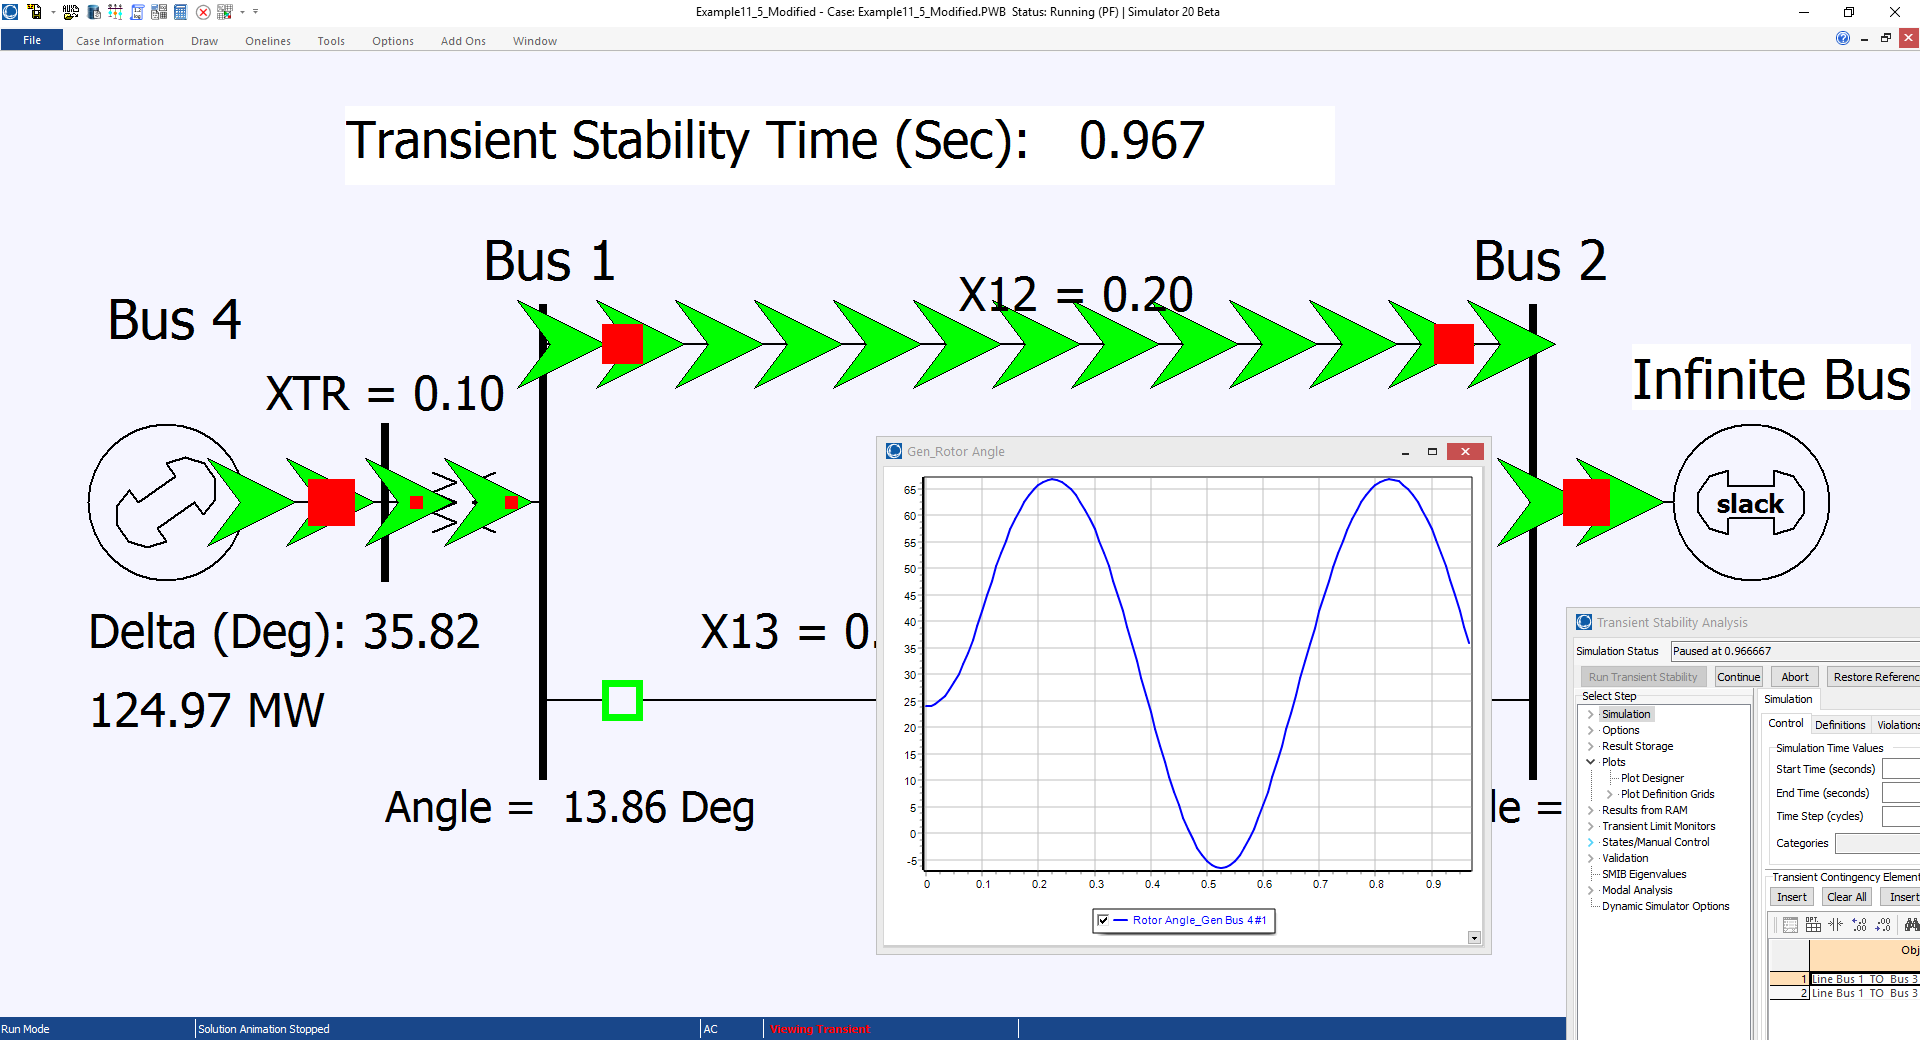 Example11_5_Modified - Case: Example11_5_Modified.PWB  Status: Running (PF) | Simulator 20 Beta
File Case Information Draw Onelines Tools Options Add Ons Window
Transient Stability Time (Sec): 0.967
Bus 1
Bus 2
X12 = 0.20
Bus 4
XTR = 0.10
Infinite Bus
slack
Delta (Deg): 35.82
124.97 MW
X13 = 0.
Angle = 13.86 Deg
le =
Gen_Rotor Angle
65
60
55
50
45
40
35
30
25
20
15
10
5
0
-5
0 0.1 0.2 0.3 0.4 0.5 0.6 0.7 0.8 0.9
Rotor Angle_Gen Bus 4#1
Transient Stability Analysis
Simulation Status Paused at 0.966667
Run Transient Stability Continue Abort Restore Referenc
Select Step
Simulation
Options
Result Storage
Plots
Plot Designer
Plot Definition Grids
Results from RAM
Transient Limit Monitors
States/Manual Control
Validation
SMIB Eigenvalues
Modal Analysis
Dynamic Simulator Options
Simulation
Control Definitions Violations
Simulation Time Values
Start Time (seconds)
End Time (seconds)
Time Step (cycles)
Categories
Transient Contingency Element
Insert Clear All Insert
Obj
1 Line Bus 1 TO Bus 3
2 Line Bus 1 TO Bus 3
Run Mode Solution Animation Stopped AC Viewing Transient